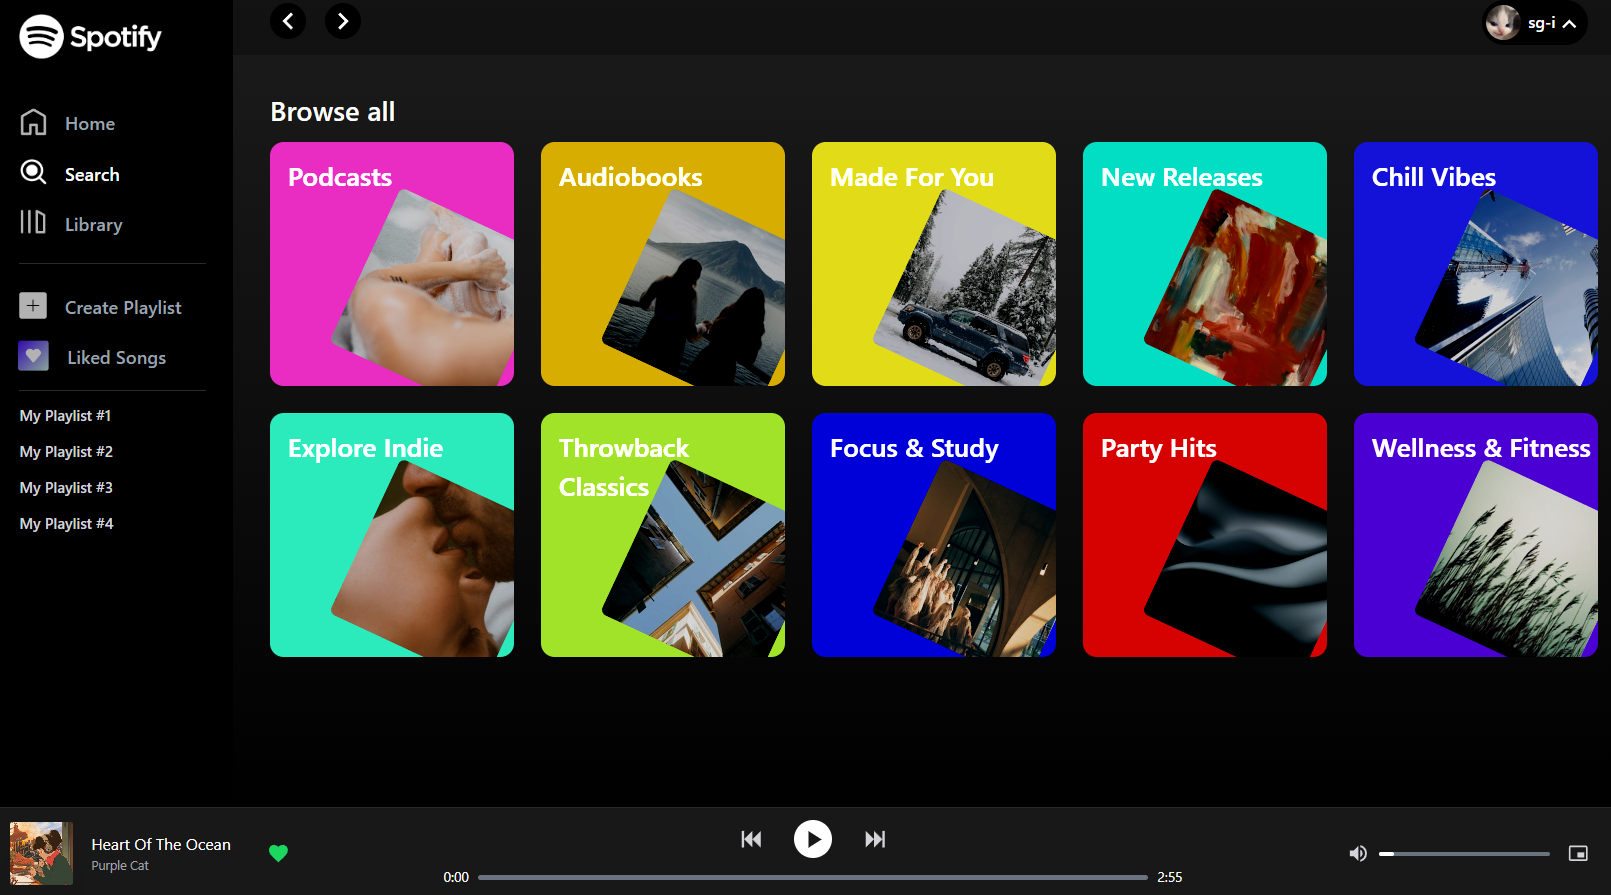 Spotify
Home
Search
Library
Create Playlist
Liked Songs
My Playlist #1
My Playlist #2
My Playlist #3
My Playlist #4
sg-i
Browse all
Podcasts
Audiobooks
Made For You
New Releases
Chill Vibes
Explore Indie
Throwback
Classics
Focus & Study
Party Hits
Wellness & Fitness
Heart Of The Ocean
Purple Cat
0:00
2:55